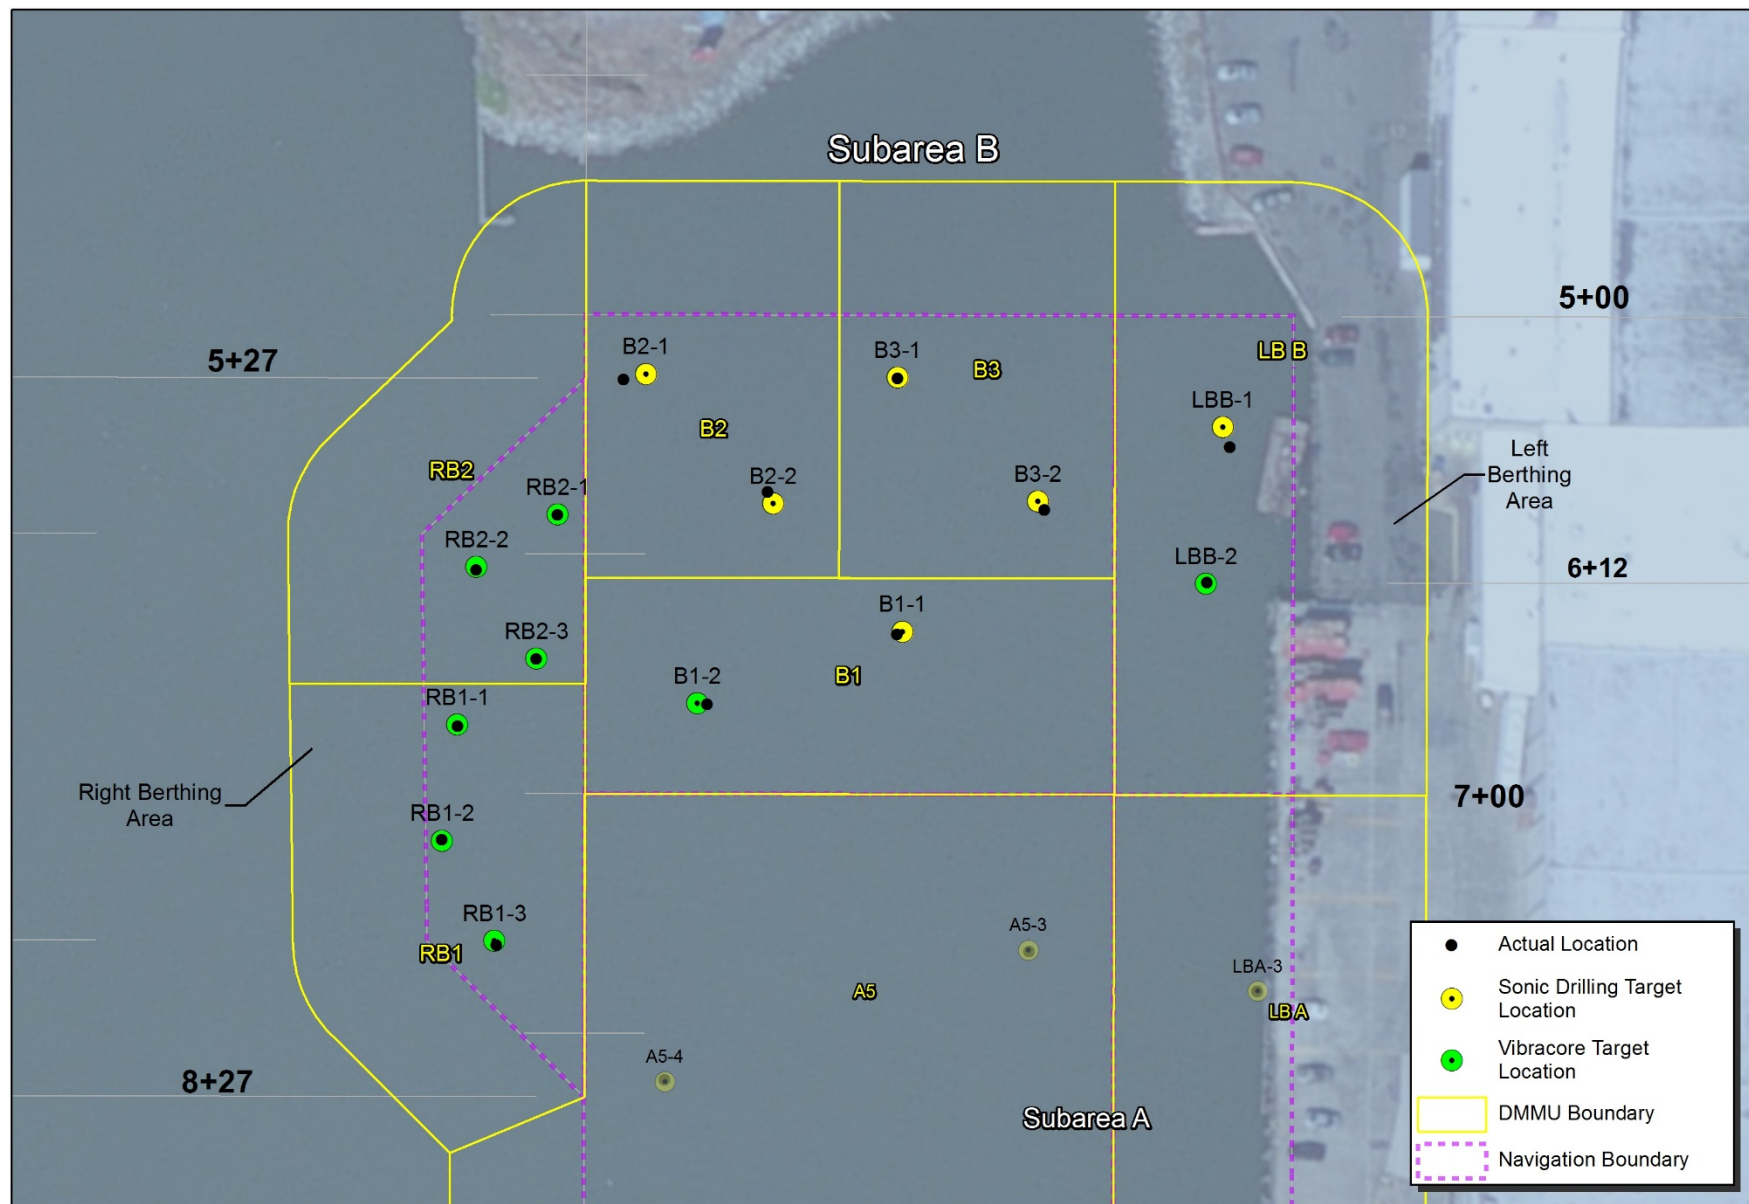 Subarea B
5+00
5+27
B2-1
B3-1
B3
LB B
LBB-1
B2
RB2
Left
Berthing
Area
RB2-1
B2-2
B3-2
RB2-2
LBB-2
6+12
B1-1
RB2-3
B1-2
B1
RB1-1
Right Berthing
Area
7+00
RB1-2
RB1-3
RB1
A5-3
LBA-3
A5
LB A
A5-4
8+27
Subarea A
Actual Location
Sonic Drilling Target
Location
Vibracore Target
Location
DMMU Boundary
Navigation Boundary